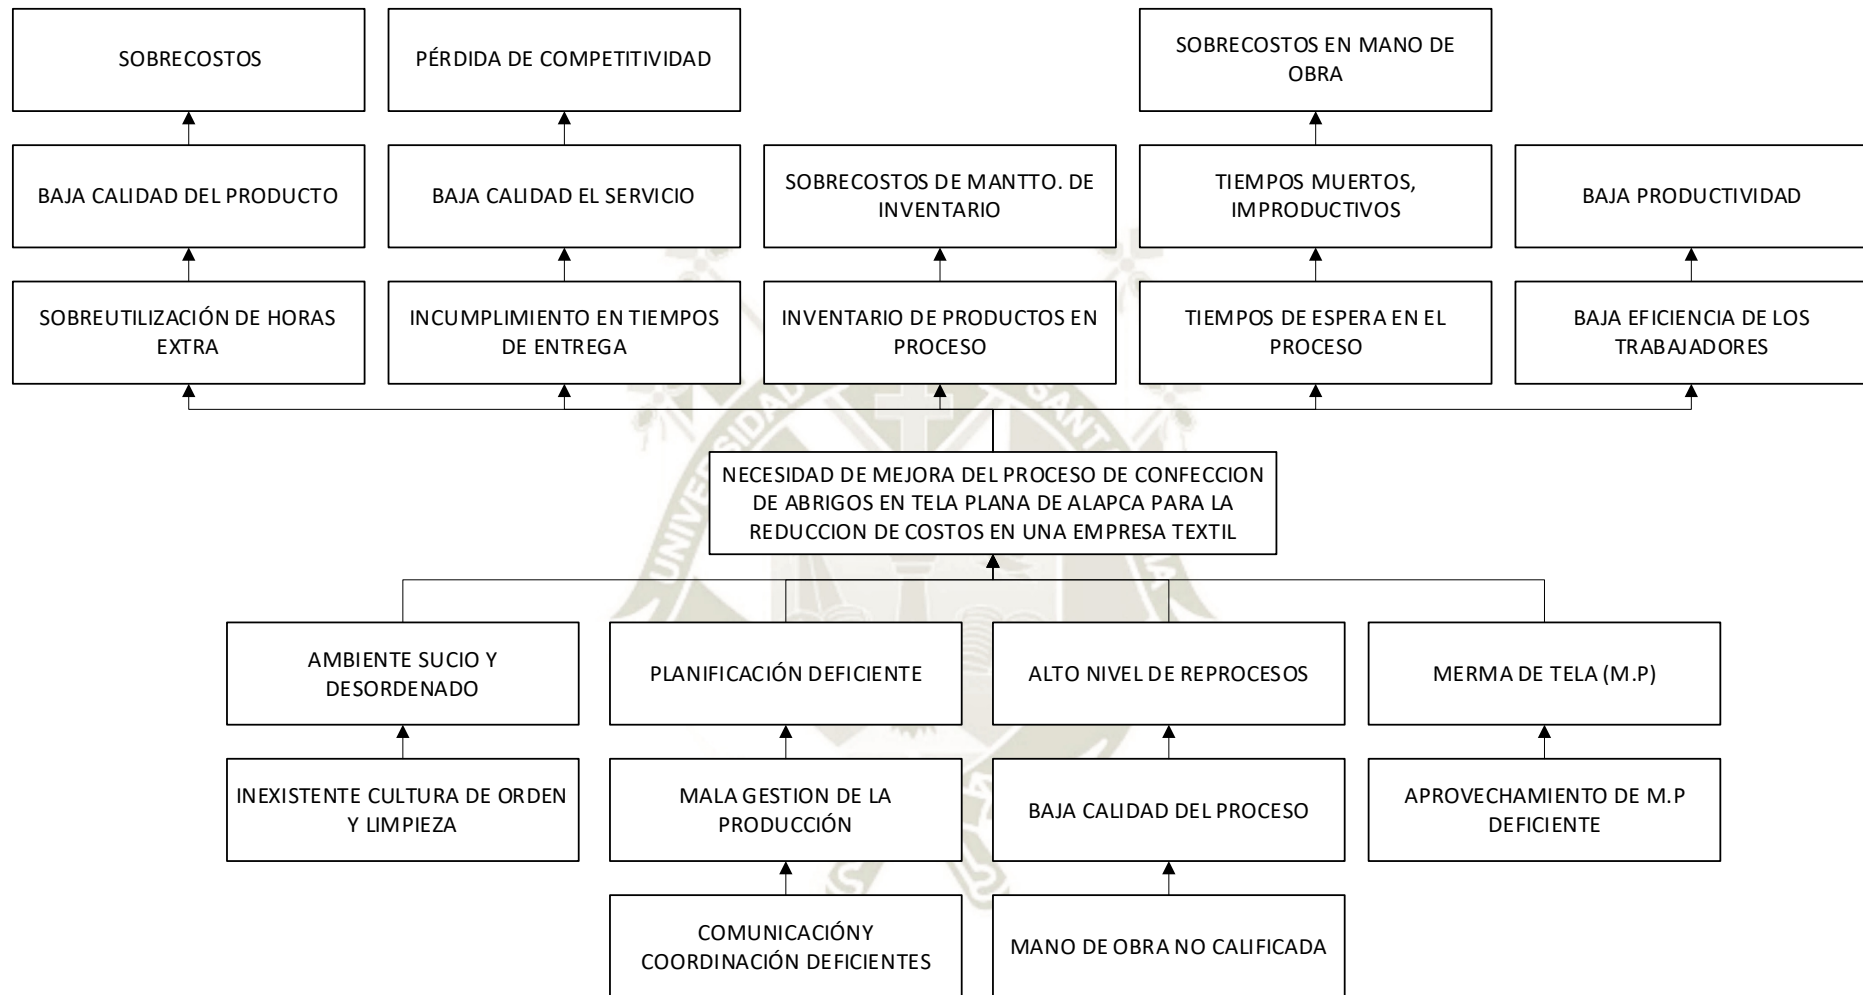 SOBRECOSTOS
PÉRDIDA DE COMPETITIVIDAD
SOBRECOSTOS EN MANO DE
OBRA
BAJA CALIDAD DEL PRODUCTO
BAJA CALIDAD EL SERVICIO
SOBRECOSTOS DE MANTTO. DE
INVENTARIO
TIEMPOS MUERTOS,
IMPRODUCTIVOS
BAJA PRODUCTIVIDAD
SOBREUTILIZACIÓN DE HORAS
EXTRA
INCUMPLIMIENTO EN TIEMPOS
DE ENTREGA
INVENTARIO DE PRODUCTOS EN
PROCESO
TIEMPOS DE ESPERA EN EL
PROCESO
BAJA EFICIENCIA DE LOS
TRABAJADORES
NECESIDAD DE MEJORA DEL PROCESO DE CONFECCION
DE ABRIGOS EN TELA PLANA DE ALAPCA PARA LA
REDUCCION DE COSTOS EN UNA EMPRESA TEXTIL
AMBIENTE SUCIO Y
DESORDENADO
PLANIFICACIÓN DEFICIENTE
ALTO NIVEL DE REPROCESOS
MERMA DE TELA (M.P)
INEXISTENTE CULTURA DE ORDEN
Y LIMPIEZA
MALA GESTION DE LA
PRODUCCIÓN
BAJA CALIDAD DEL PROCESO
APROVECHAMIENTO DE M.P
DEFICIENTE
COMUNICACIÓNY
COORDINACIÓN DEFICIENTES
MANO DE OBRA NO CALIFICADA